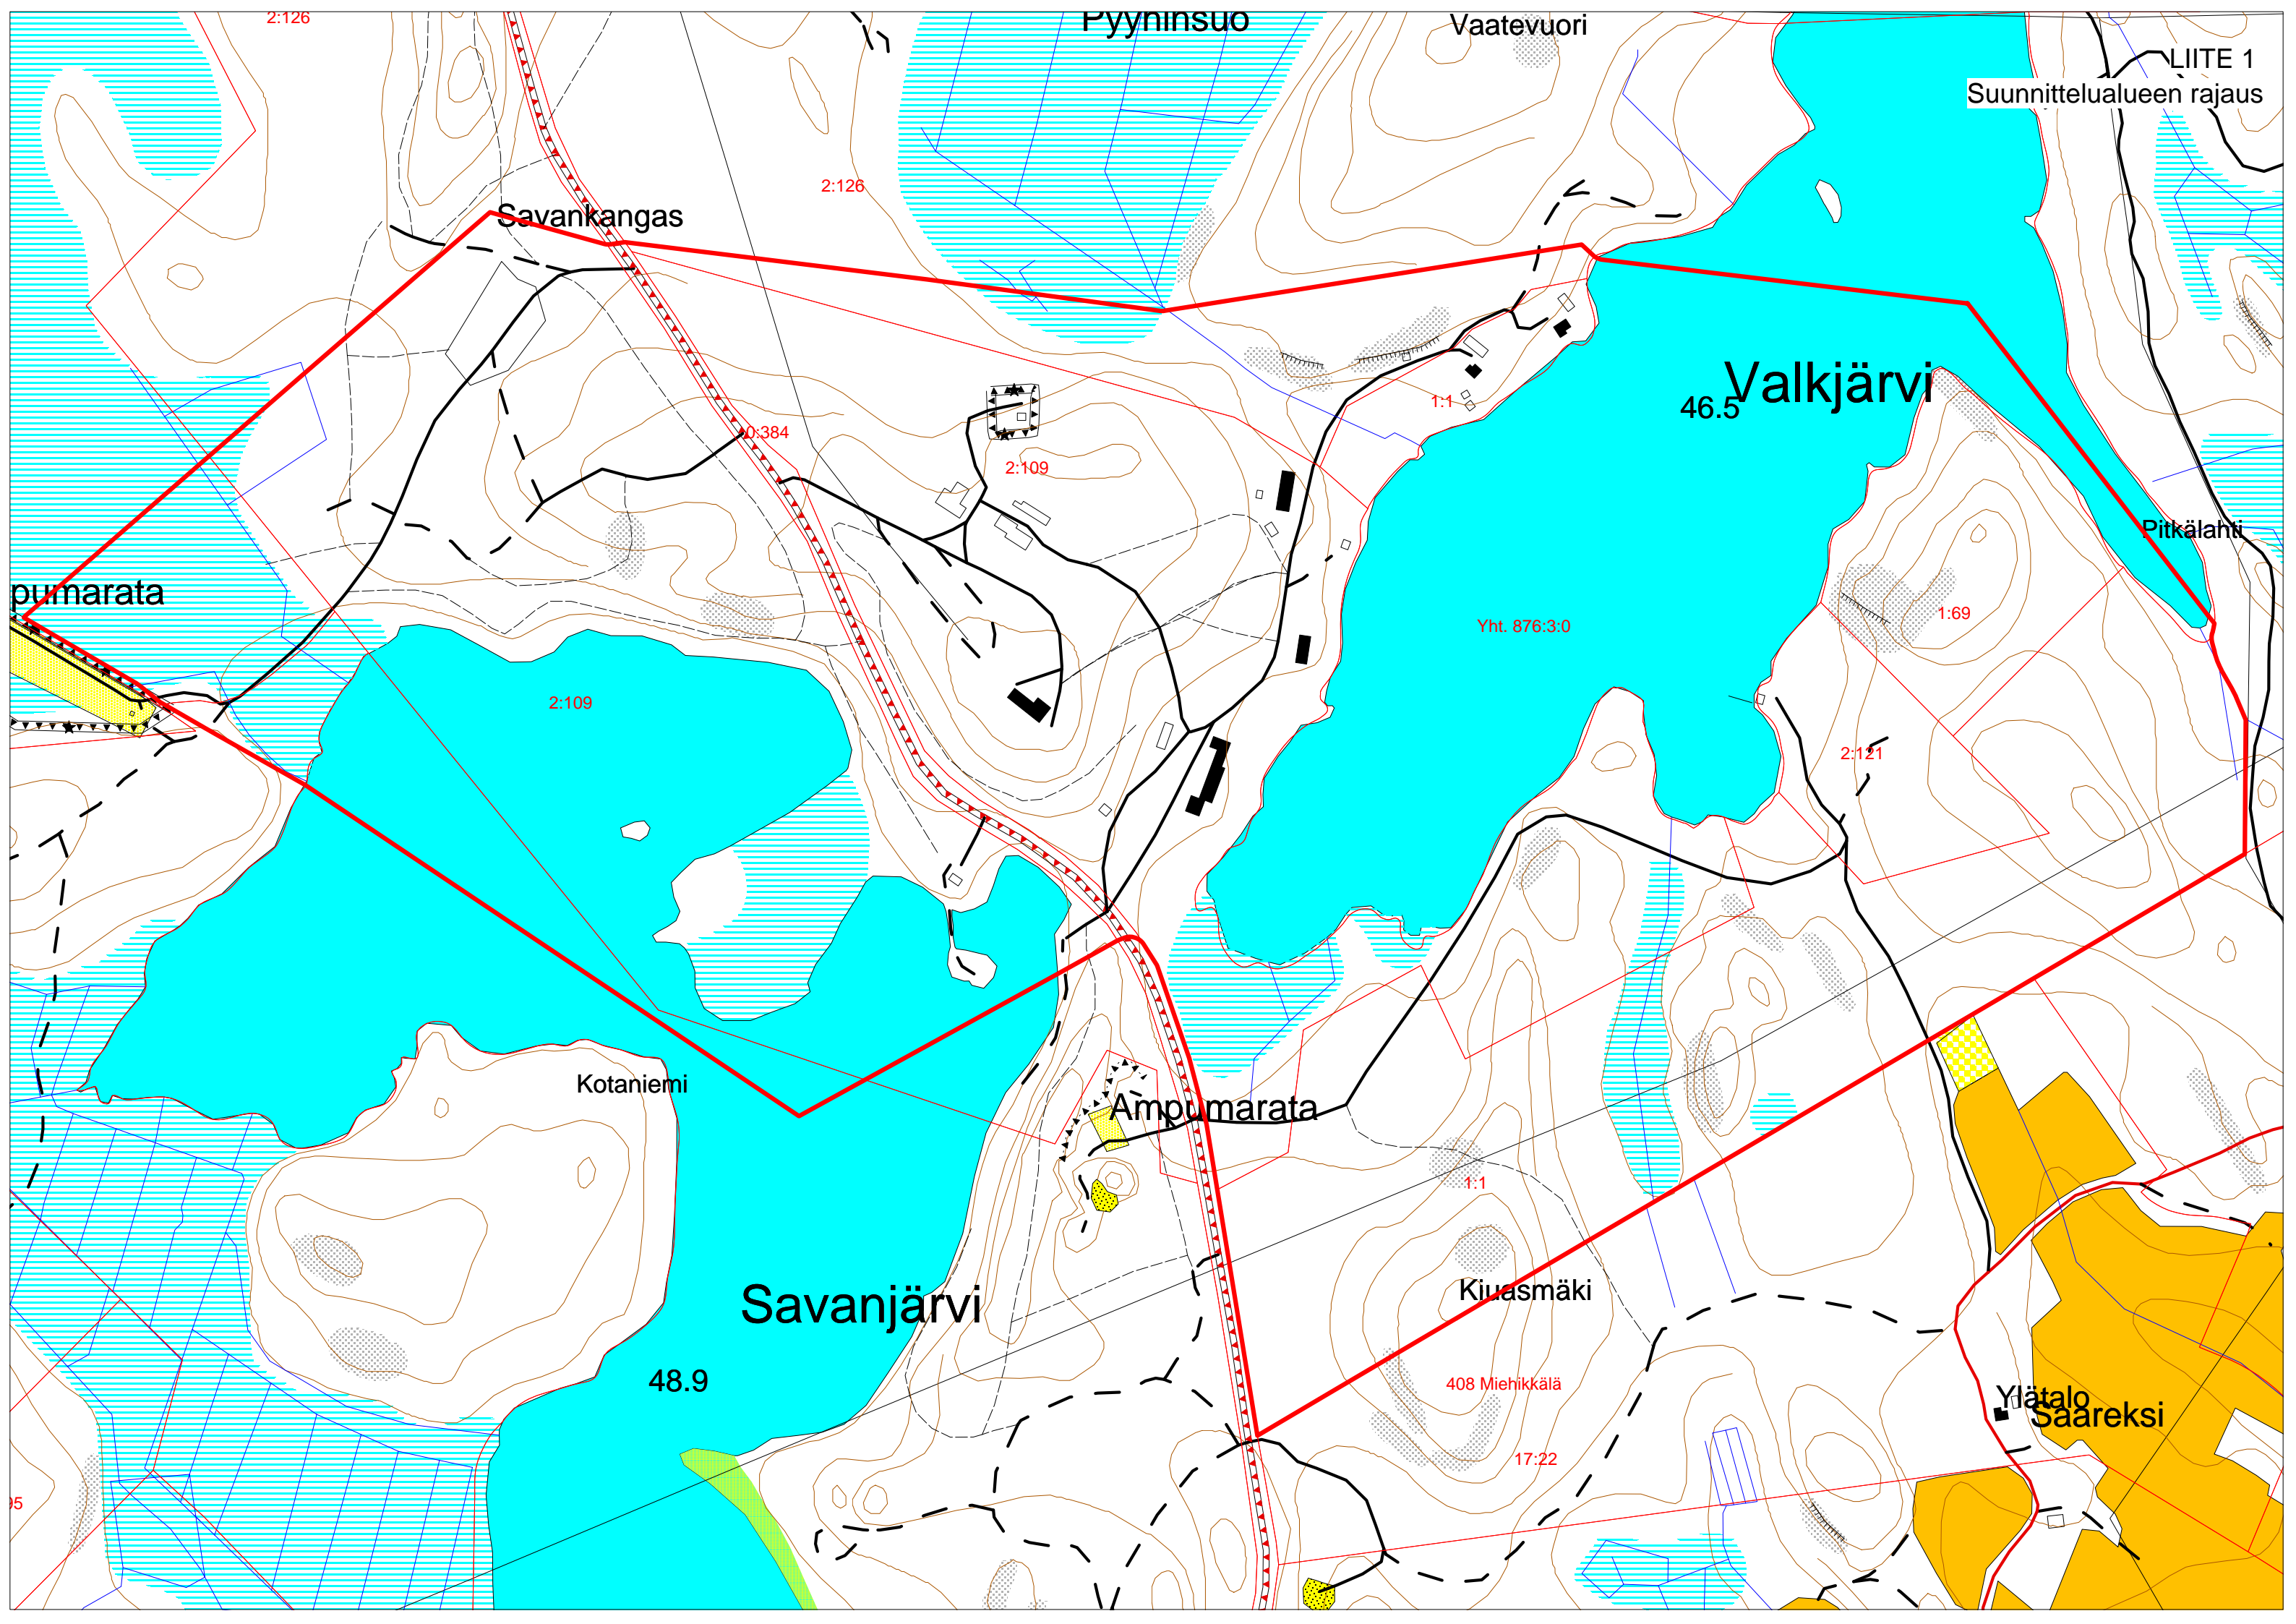 2:126
Pyyninsuo
Vaatevuori
LIITE 1
Suunnittelualueen rajaus
2:126
Savankangas
Valkjärvi
46.5
1:1
0:384
2:109
Pitkälahti
pumarata
1:69
Yht. 876:3:0
2:109
2:121
Kotaniemi
Ampumarata
1:1
Savanjärvi
Kiuasmäki
48.9
408 Miehikkälä
Ylätalo
Saareksi
17:22
95